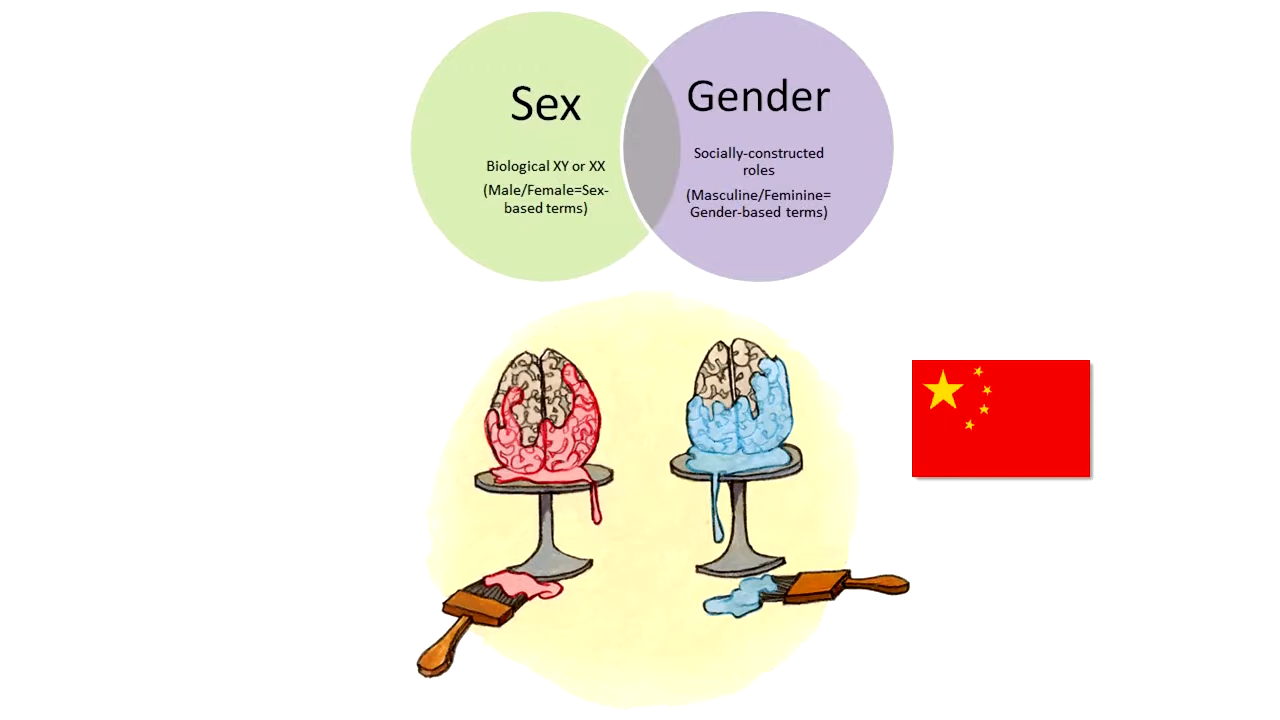 Sex
Biological XY or XX
(Male/Female=Sex-
based terms)
Gender
Socially-constructed
roles
(Masculine/Feminine=
Gender-based terms)